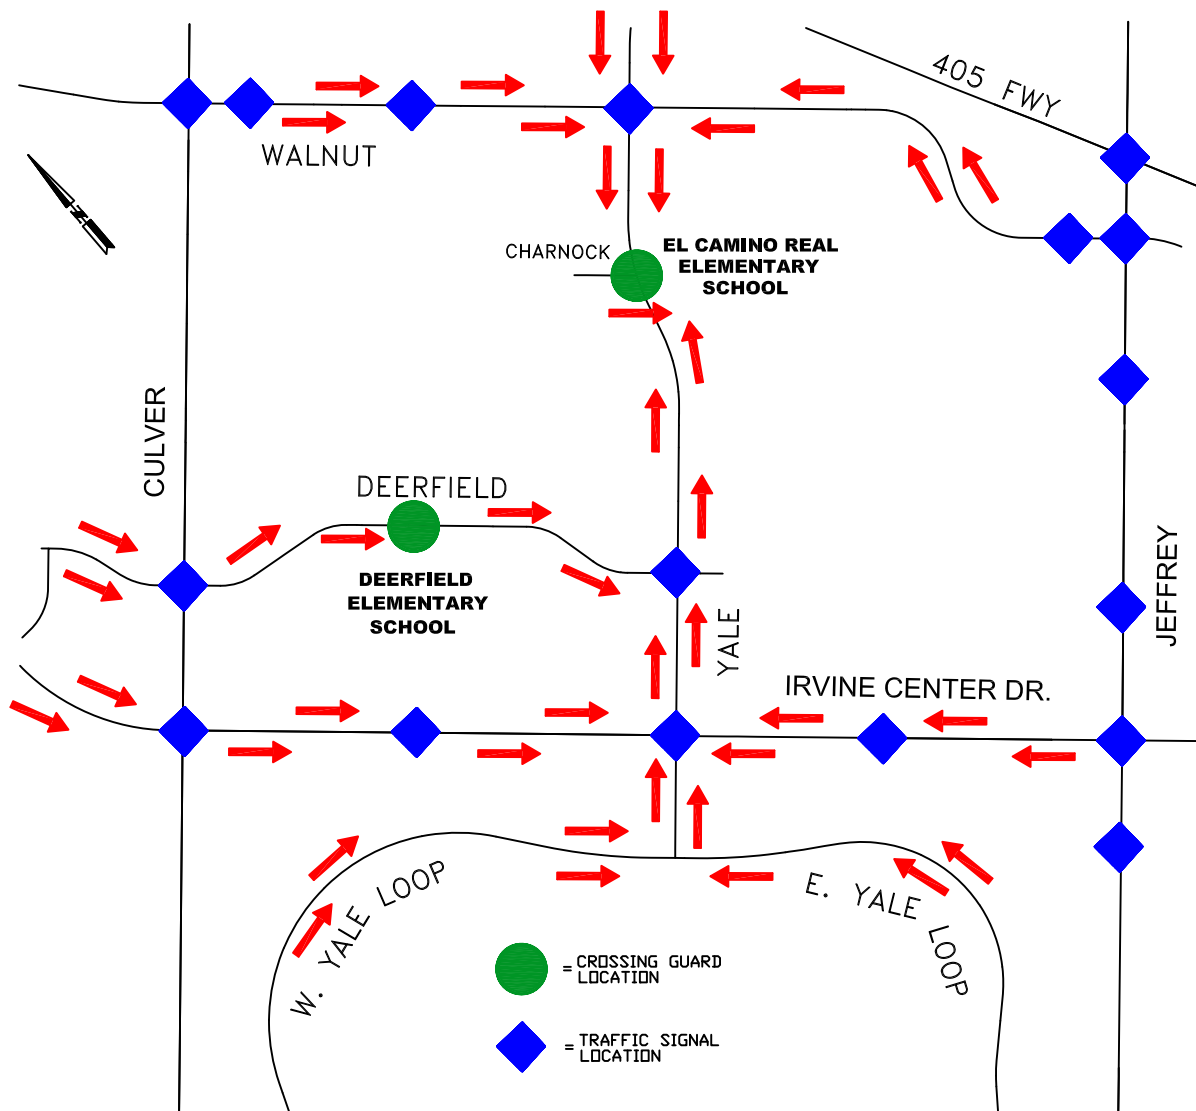 405 FWY
WALNUT
N
CHARNOCK
EL CAMINO REAL
ELEMENTARY
SCHOOL
CULVER
DEERFIELD
DEERFIELD
ELEMENTARY
SCHOOL
YALE
JEFFREY
IRVINE CENTER DR.
W. YALE LOOP
E. YALE LOOP
= CROSSING GUARD
LOCATION
= TRAFFIC SIGNAL
LOCATION